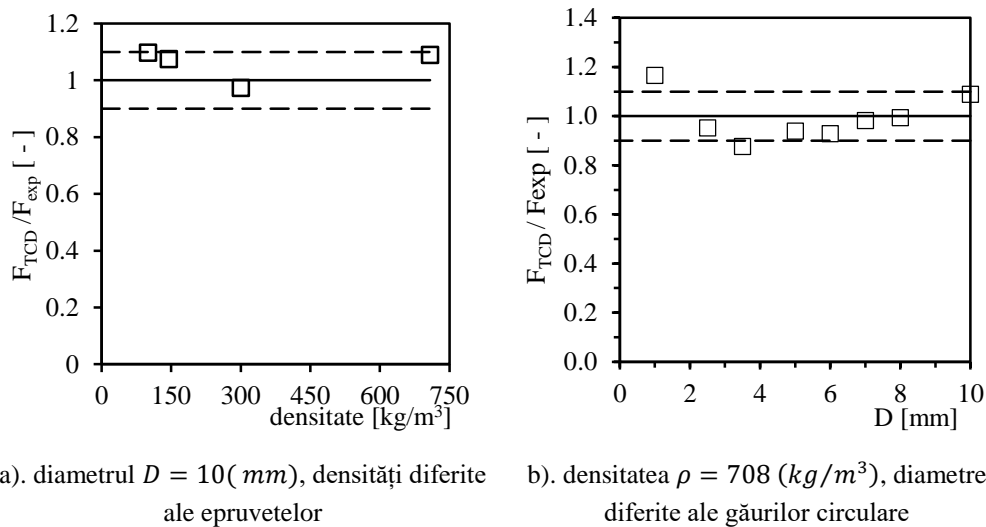 1.2
1
0.8
0.6
0.4
0.2
0
F_TCD/F_exp [ - ]
0 150 300 450 600 750
densitate [kg/m³]
1.4
1.2
1.0
0.8
0.6
0.4
0.2
0.0
F_TCD/ Fexp [ - ]
0 2 4 6 8 10
D [mm]
a). diametrul D = 10( mm), densități diferite
ale epruvetelor
b). densitatea ρ = 708 (kg/m³), diametre
diferite ale găurilor circulare